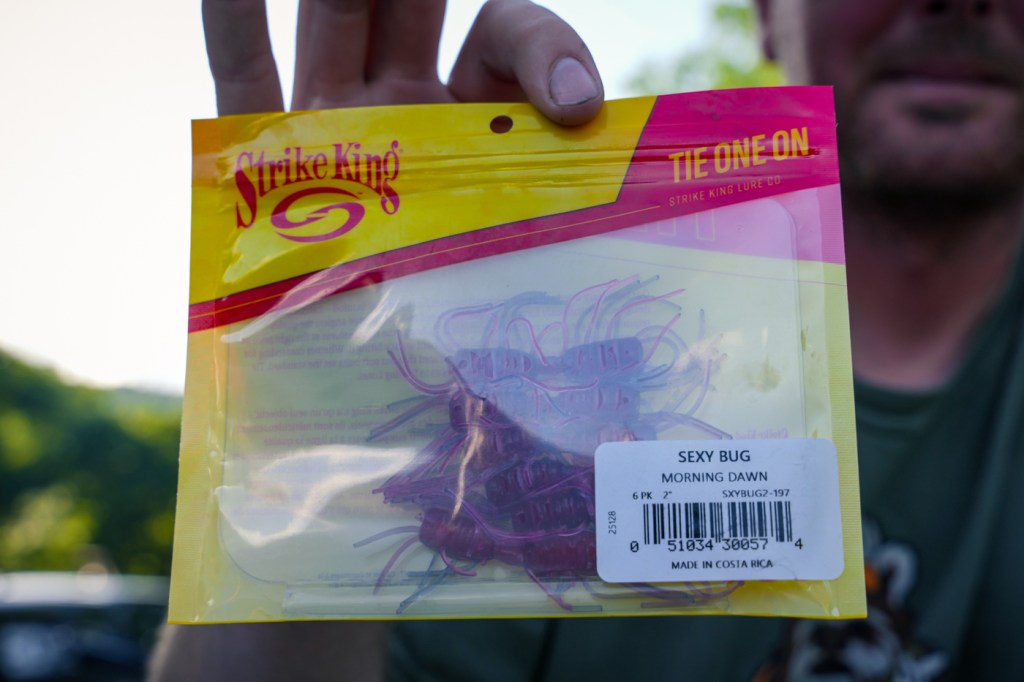 Strike King
TIE ONE ON
STRIKE KING LURE CO
SEXY BUG
MORNING DAWN
6 PK 2" SXYBUG2-197
2512B
0 51034 30057 4
MADE IN COSTA RICA